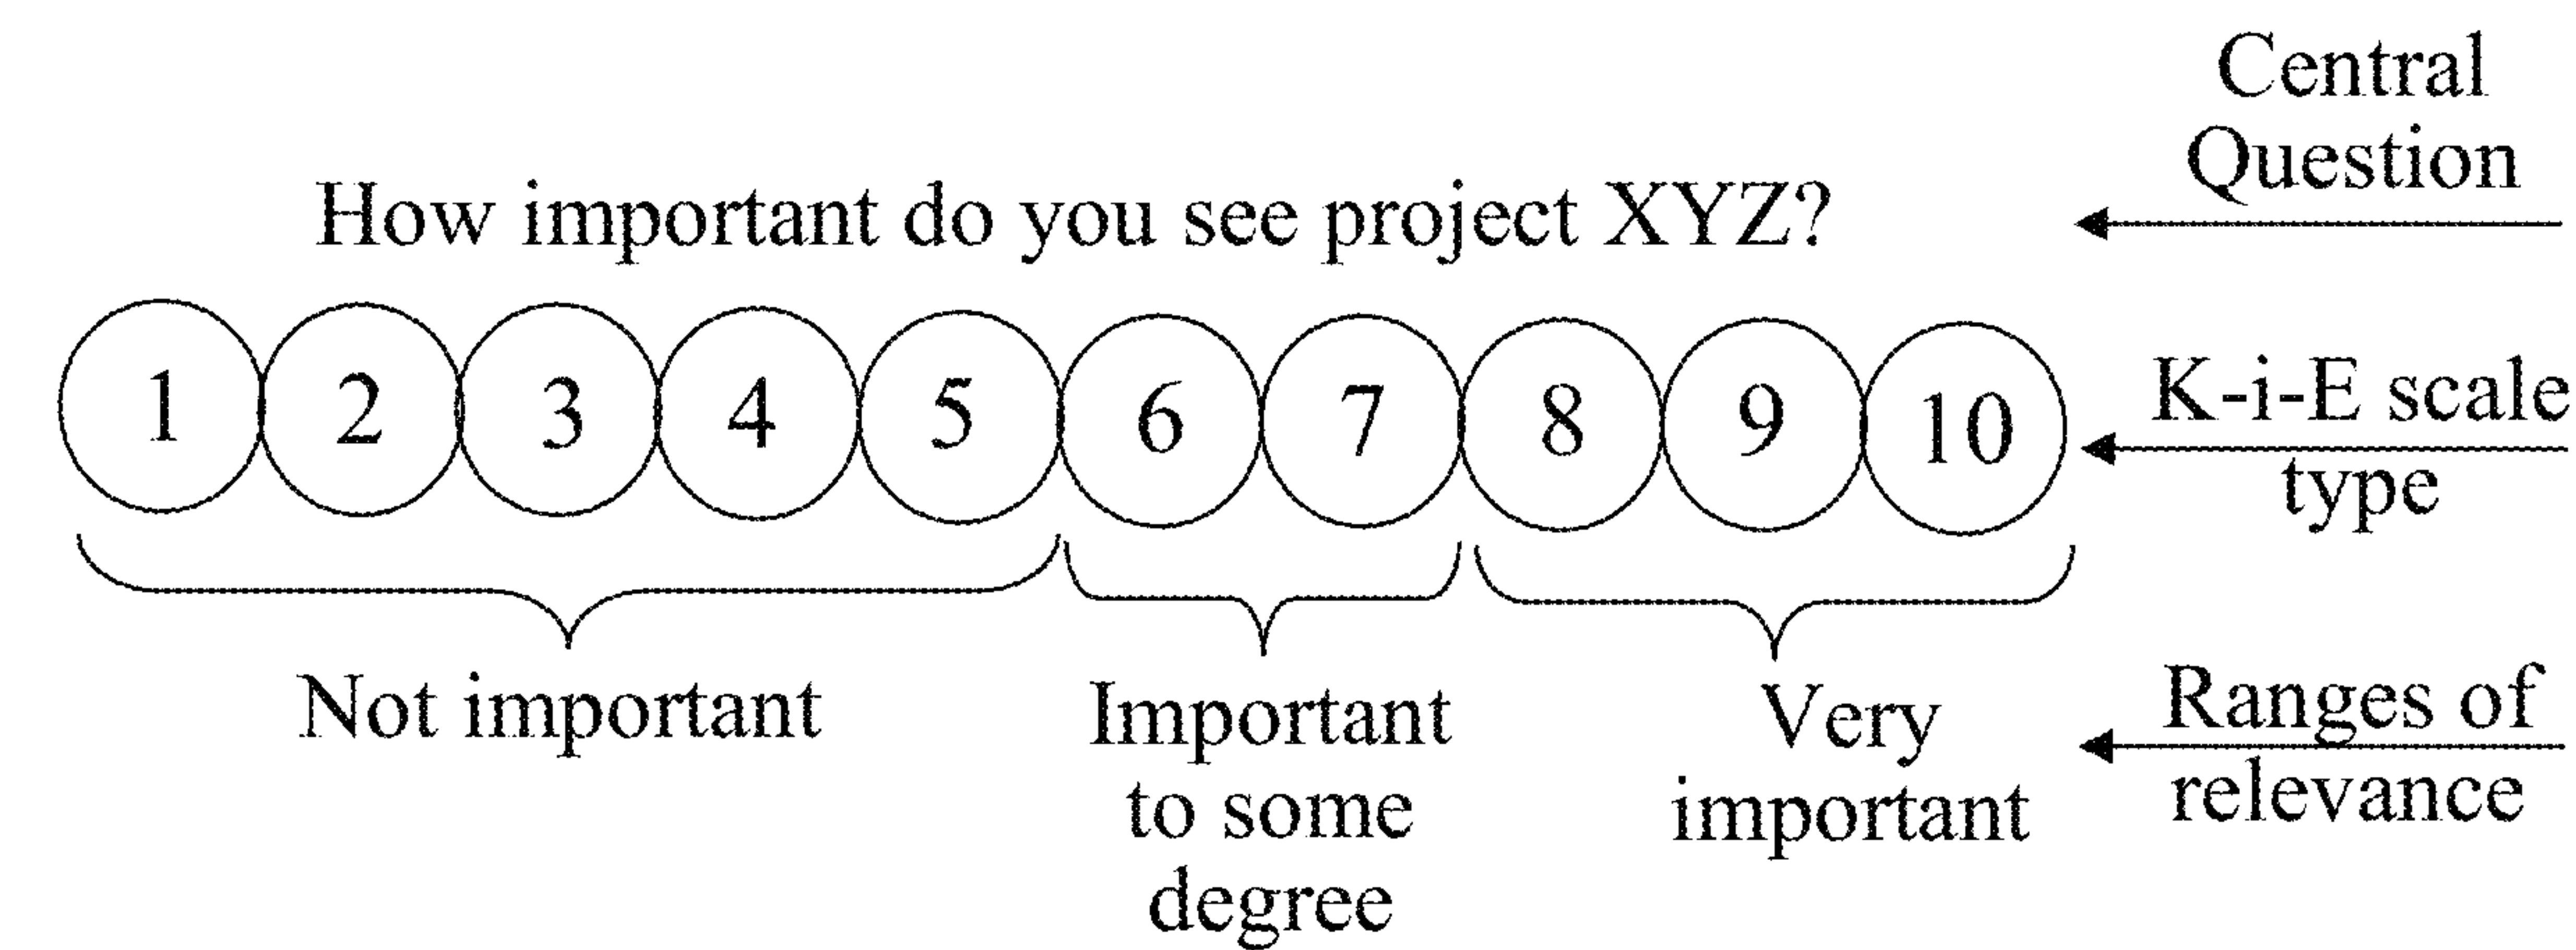 Central
Question
How important do you see project XYZ?
1 2 3 4 5 6 7 8 9 10
K-i-E scale
type
Not important
Important
to some
degree
Very
important
Ranges of
relevance